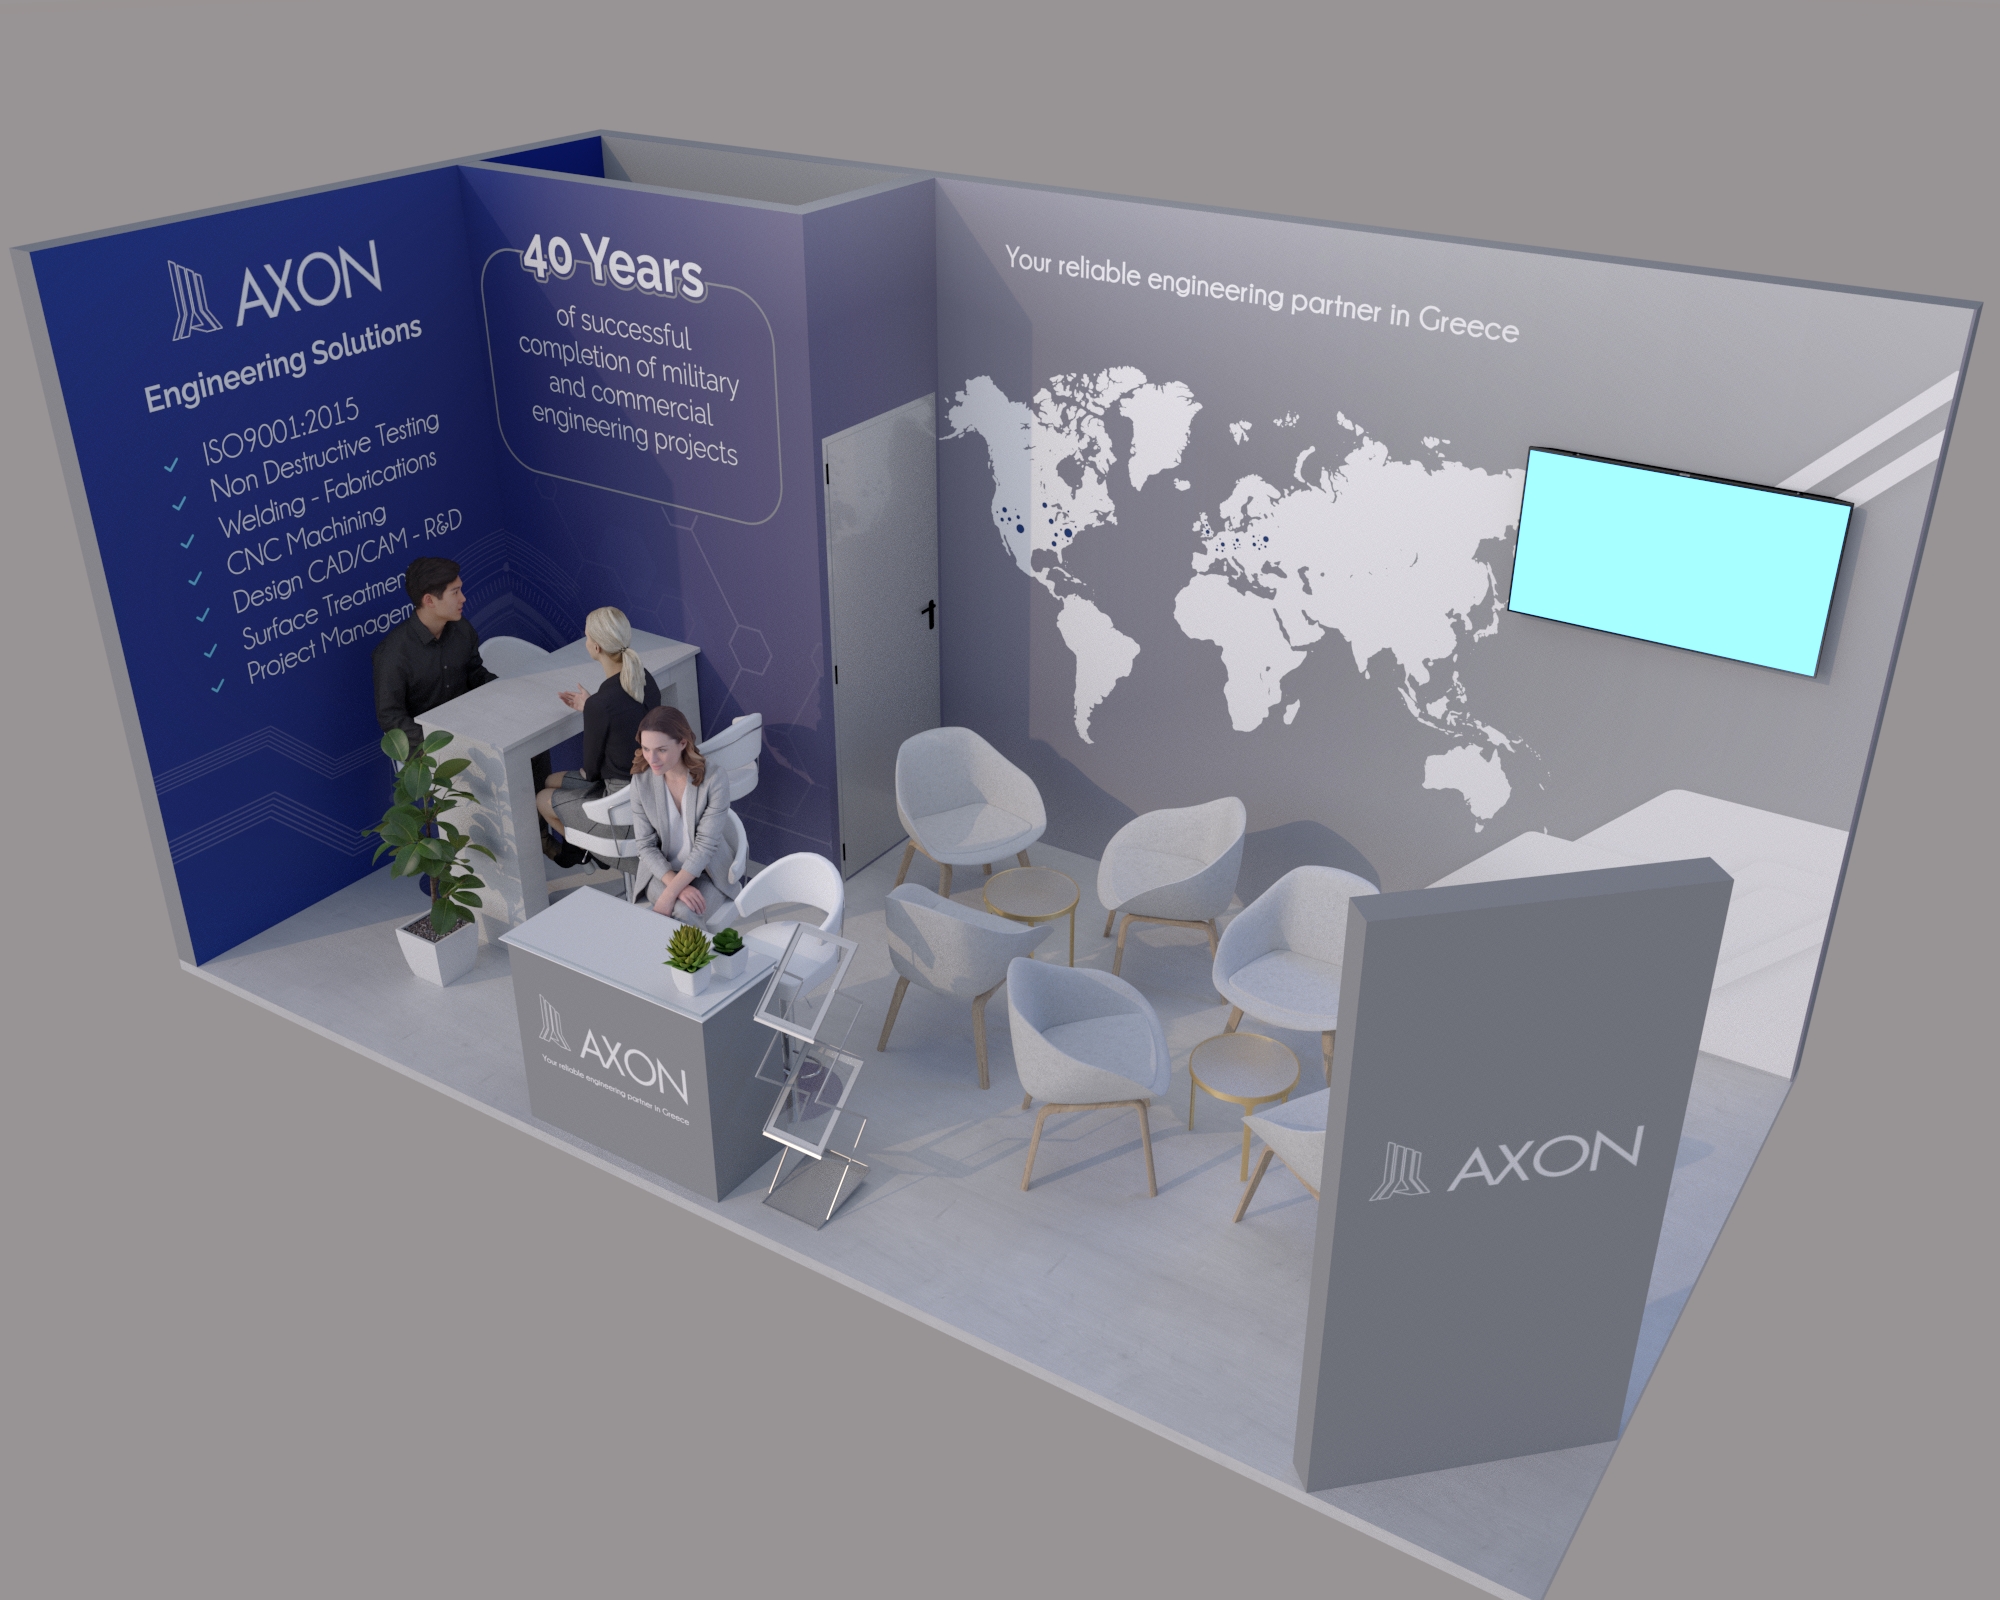 AXON
Engineering Solutions
ISO9001:2015
Non Destructive Testing
Welding - Fabrications
CNC Machining
Design CAD/CAM - R&D
Surface
Project
40 Years
of successful
completion of military
and commercial
engineering projects
Your reliable engineering partner in Greece
AXON
Your reliable engineering partner in Greece
AXON